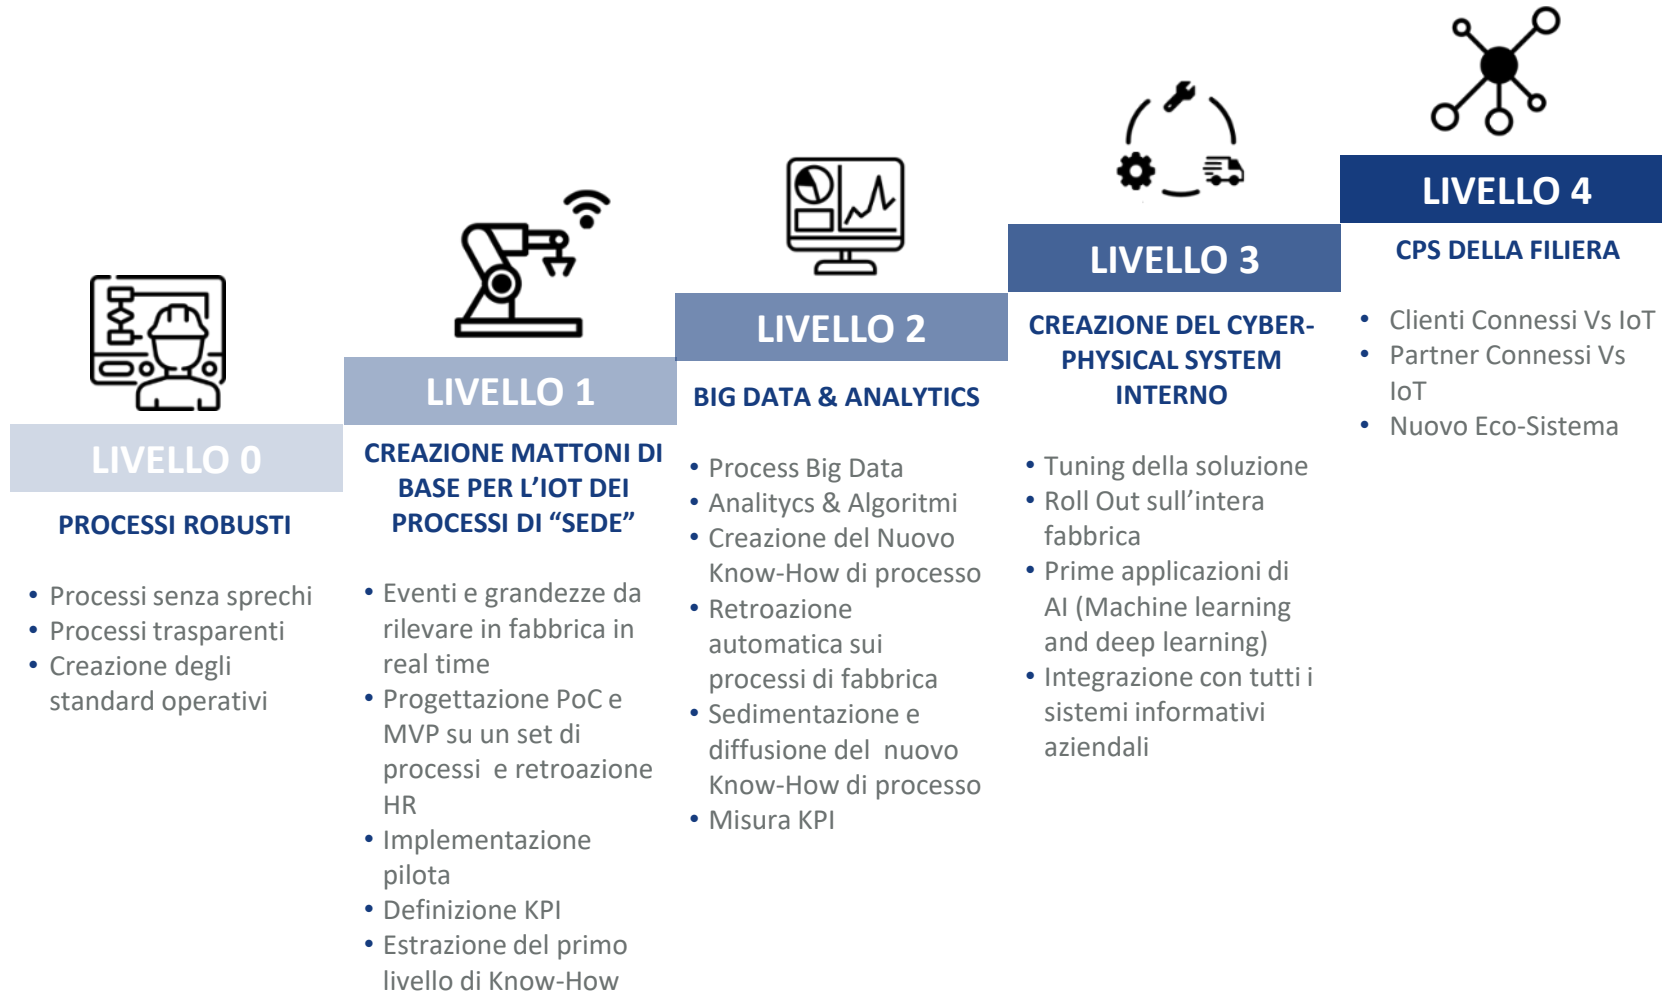 LIVELLO 0
PROCESSI ROBUSTI
• Processi senza sprechi
• Processi trasparenti
• Creazione degli
standard operativi
LIVELLO 1
CREAZIONE MATTONI DI
BASE PER L’IOT DEI
PROCESSI DI “SEDE”
• Eventi e grandezze da
rilevare in fabbrica in
real time
• Progettazione PoC e
MVP su un set di
processi e retroazione
HR
• Implementazione
pilota
• Definizione KPI
• Estrazione del primo
livello di Know-How
LIVELLO 2
BIG DATA & ANALYTICS
• Process Big Data
• Analitycs & Algoritmi
• Creazione del Nuovo
Know-How di processo
• Retroazione
automatica sui
processi di fabbrica
• Sedimentazione e
diffusione del nuovo
Know-How di processo
• Misura KPI
LIVELLO 3
CREAZIONE DEL CYBER-
PHYSICAL SYSTEM
INTERNO
• Tuning della soluzione
• Roll Out sull’intera
fabbrica
• Prime applicazioni di
AI (Machine learning
and deep learning)
• Integrazione con tutti i
sistemi informativi
aziendali
LIVELLO 4
CPS DELLA FILIERA
• Clienti Connessi Vs IoT
• Partner Connessi Vs
IoT
• Nuovo Eco-Sistema